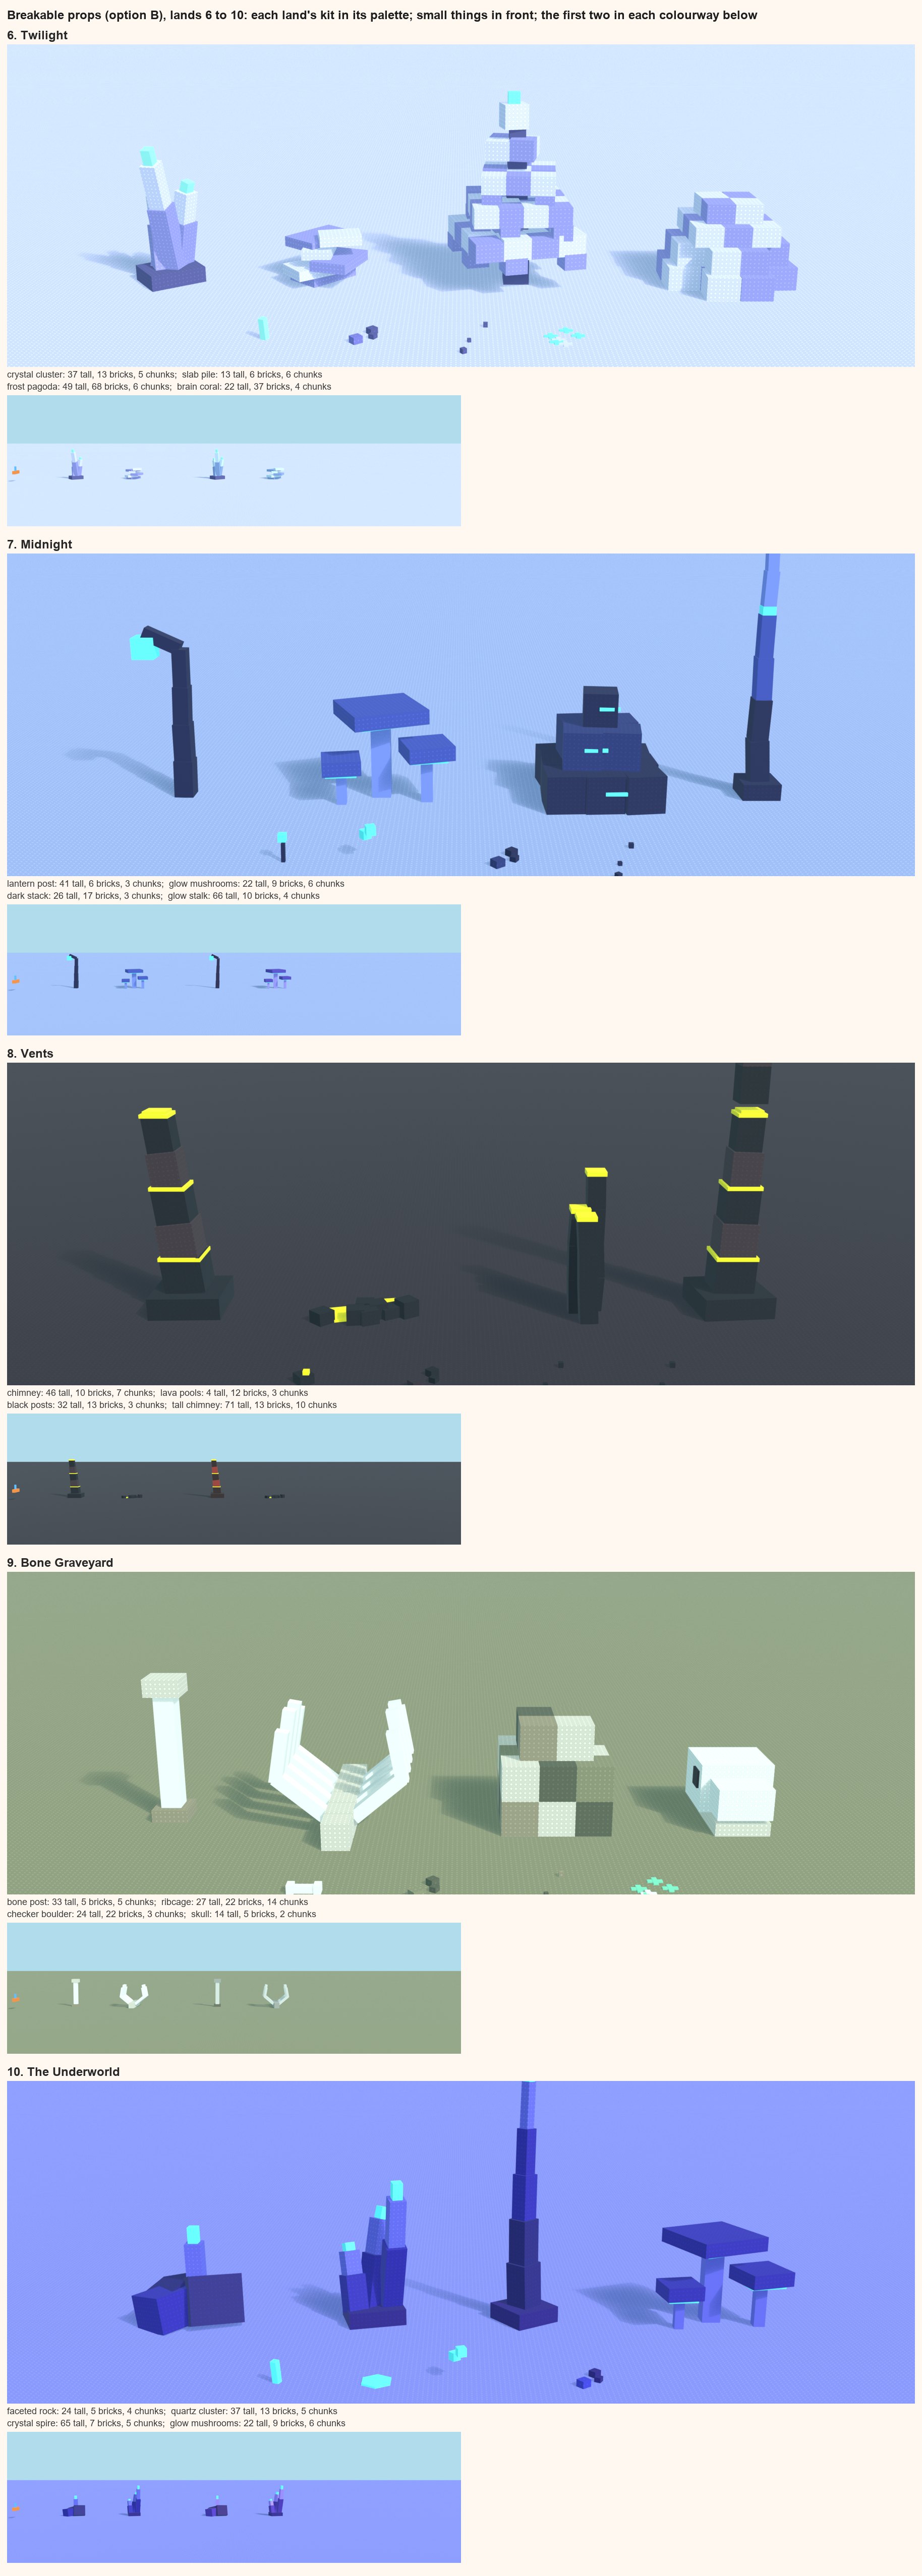 Breakable props (option B), lands 6 to 10: each land's kit in its palette; small things in front; the first two in each colourway below
6. Twilight
crystal cluster: 37 tall, 13 bricks, 5 chunks; slab pile: 13 tall, 6 bricks, 6 chunks
frost pagoda: 49 tall, 68 bricks, 6 chunks; brain coral: 22 tall, 37 bricks, 4 chunks
7. Midnight
lantern post: 41 tall, 6 bricks, 3 chunks; glow mushrooms: 22 tall, 9 bricks, 6 chunks
dark stack: 26 tall, 17 bricks, 3 chunks; glow stalk: 66 tall, 10 bricks, 4 chunks
8. Vents
chimney: 46 tall, 10 bricks, 7 chunks; lava pools: 4 tall, 12 bricks, 3 chunks
black posts: 32 tall, 13 bricks, 3 chunks; tall chimney: 71 tall, 13 bricks, 10 chunks
9. Bone Graveyard
bone post: 33 tall, 5 bricks, 5 chunks; ribcage: 27 tall, 22 bricks, 14 chunks
checker boulder: 24 tall, 22 bricks, 3 chunks; skull: 14 tall, 5 bricks, 2 chunks
10. The Underworld
faceted rock: 24 tall, 5 bricks, 4 chunks; quartz cluster: 37 tall, 13 bricks, 5 chunks
crystal spire: 65 tall, 7 bricks, 5 chunks; glow mushrooms: 22 tall, 9 bricks, 6 chunks